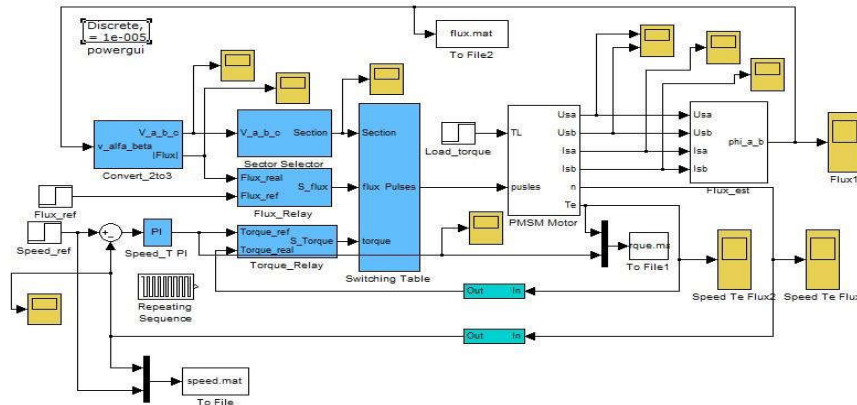 Discrete,
= 1e-005
powergui
flux.mat
To File2
V_a_b_c
v_alfa_beta
|Flux|
Convert_2to3
V_a_b_c
Section
Sector Selector
Flux_real
S_flux
Flux_ref
Flux_Relay
Section
flux
Pulses
torque
Switching Table
Load_torque
TL
pusles
Usa
Usb
Isa
Isb
n
Te
PMSM Motor
Usa
Usb
Isa
Isb
phi_a_b
Flux_est
Flux1
Flux_ref
Speed_ref
PI
Speed_T PI
Torque_ref
Torque_real
S_Torque
Torque_Relay
rque.ma
To File1
Speed Te Flux2
Speed Te Flux
Repeating
Sequence
Out
In
Out
In
speed.mat
To File